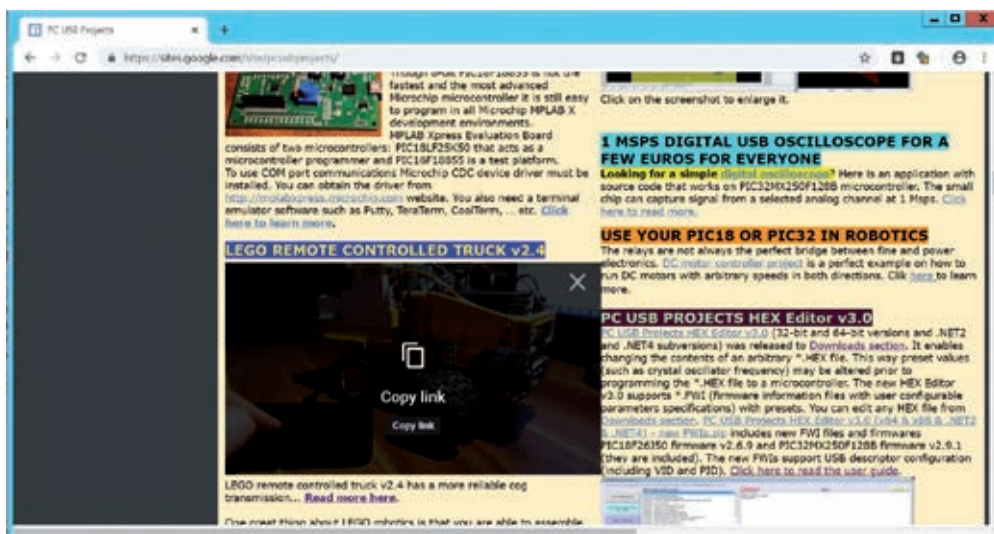 PC USB Projects
https://sites.google.com/site/pcusbprojects/
Though 8-bit PIC16F18855 is not the
fastest and the most advanced
Microchip microcontroller it is still easy
to program in all Microchip MPLAB X
development environments.
MPLAB Xpress Evaluation Board
consists of two microcontrollers: PIC18LF25K50 that acts as a
microcontroller programmer and PIC16F18855 is a test platform.
To use COM port communications Microchip CDC device driver must be
installed. You can obtain the driver from
http://mplabxpress.microchip.com website. You also need a terminal
emulator software such as Putty, TeraTerm, CoolTerm, ... etc. Click
here to learn more.
LEGO REMOTE CONTROLLED TRUCK v2.4
Copy link
Copy link
LEGO remote controlled truck v2.4 has a more reliable cog
transmission... Read more here.
One great thing about LEGO robotics is that you are able to assemble
Click on the screenshot to enlarge it.
1 MSPS DIGITAL USB OSCILLOSCOPE FOR A
FEW EUROS FOR EVERYONE
Looking for a simple digital oscilloscope? Here is an application with
source code that works on PIC32MX250F128B microcontroller. The small
chip can capture signal from a selected analog channel at 1 Msps. Click
here to read more.
USE YOUR PIC18 OR PIC32 IN ROBOTICS
The relays are not always the perfect bridge between fine and power
electronics. DC motor controller project is a perfect example on how to
run DC motors with arbitrary speeds in both directions. Clik here to learn
more.
PC USB PROJECTS HEX Editor v3.0
PC USB Projects HEX Editor v3.0 (32-bit and 64-bit versions and .NET2
and .NET4 subversions) was released to Downloads section. It enables
changing the contents of an arbitrary *.HEX file. This way preset values
(such as crystal oscillator frequency) may be altered prior to
programming the *.HEX file to a microcontroller. The new HEX Editor
v3.0 supports *.FWI (firmware information files with user configurable
parameters specifications) with presets. You can edit any HEX file from
Downloads section. PC USB Projects HEX Editor v3.0 (x64 & x86 & .NET2
& .NET4) - new FWIs.zip includes new FWI files and firmwares
PIC18F26J50 firmware v2.6.9 and PIC32MX250F128B firmware v2.9.1
(they are included). The new FWIs support USB descriptor configuration
(including VID and PID). Click here to read the user guide.